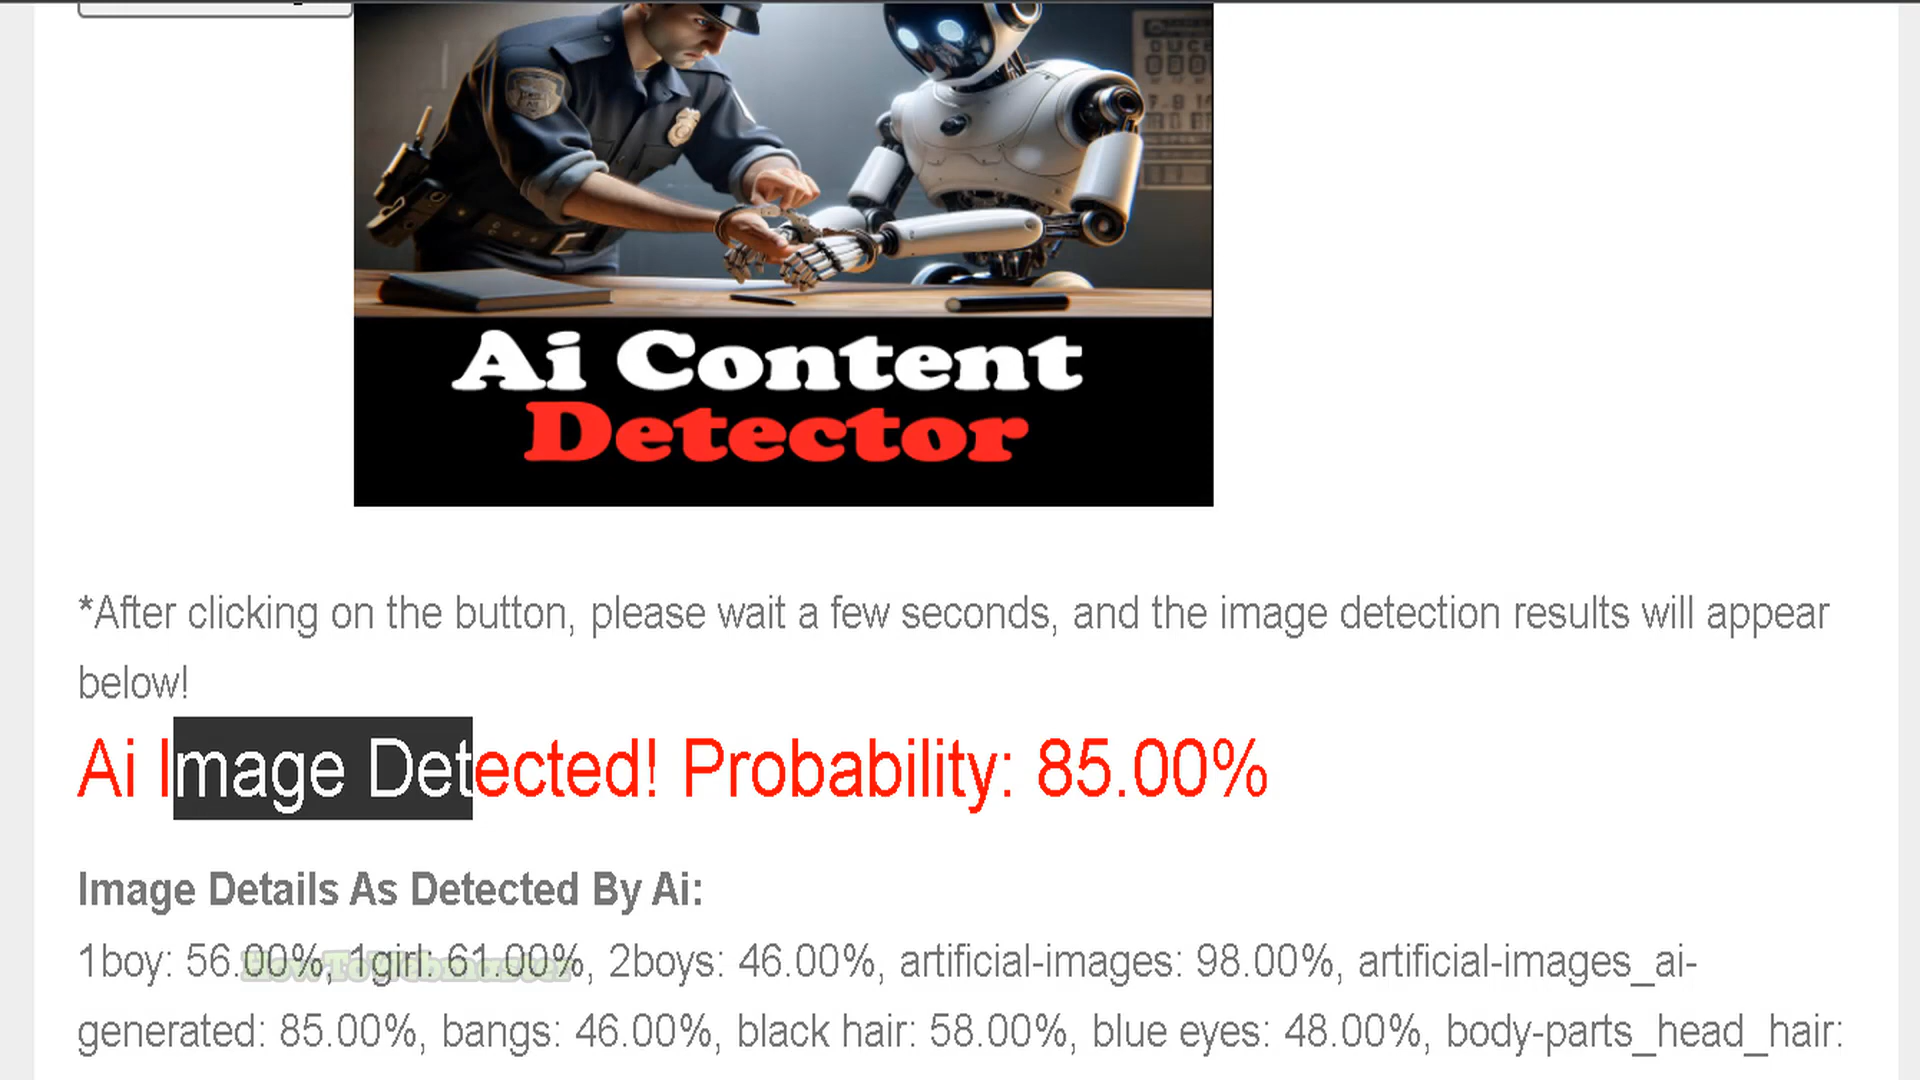 Ai Content
Detector
*After clicking on the button, please wait a few seconds, and the image detection results will appear
below!
Ai Image Detected! Probability: 85.00%
Image Details As Detected By Ai:
1boy: 56.00%, 1girl: 61.00%, 2boys: 46.00%, artificial-images: 98.00%, artificial-images_ai-
HowToWebmaster
generated: 85.00%, bangs: 46.00%, black hair: 58.00%, blue eyes: 48.00%, body-parts_head_hair: